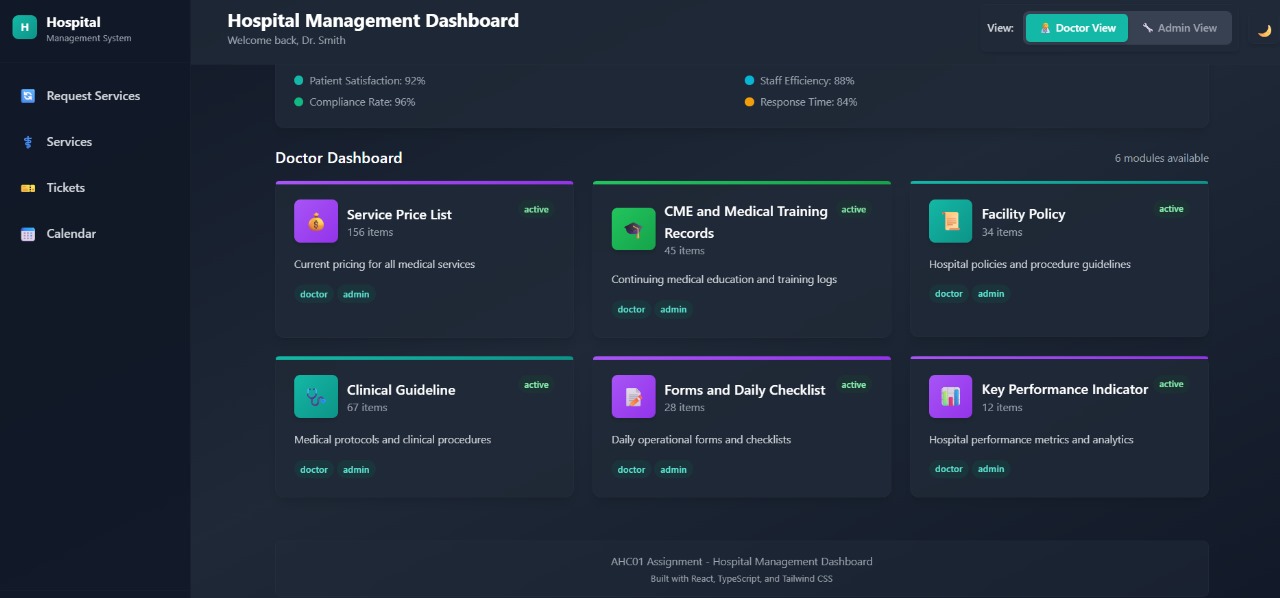 H
Hospital
Management System
Request Services
Services
Tickets
Calendar
Hospital Management Dashboard
Welcome back, Dr. Smith
View:
Doctor View
Admin View
Patient Satisfaction: 92%
Staff Efficiency: 88%
Compliance Rate: 96%
Response Time: 84%
Doctor Dashboard
6 modules available
Service Price List
156 items
active
Current pricing for all medical services
doctor admin
CME and Medical Training
Records
45 items
active
Continuing medical education and training logs
doctor admin
Facility Policy
34 items
active
Hospital policies and procedure guidelines
doctor admin
Clinical Guideline
67 items
active
Medical protocols and clinical procedures
doctor admin
Forms and Daily Checklist
28 items
active
Daily operational forms and checklists
doctor admin
Key Performance Indicator
12 items
active
Hospital performance metrics and analytics
doctor admin
AHC01 Assignment - Hospital Management Dashboard
Built with React, TypeScript, and Tailwind CSS